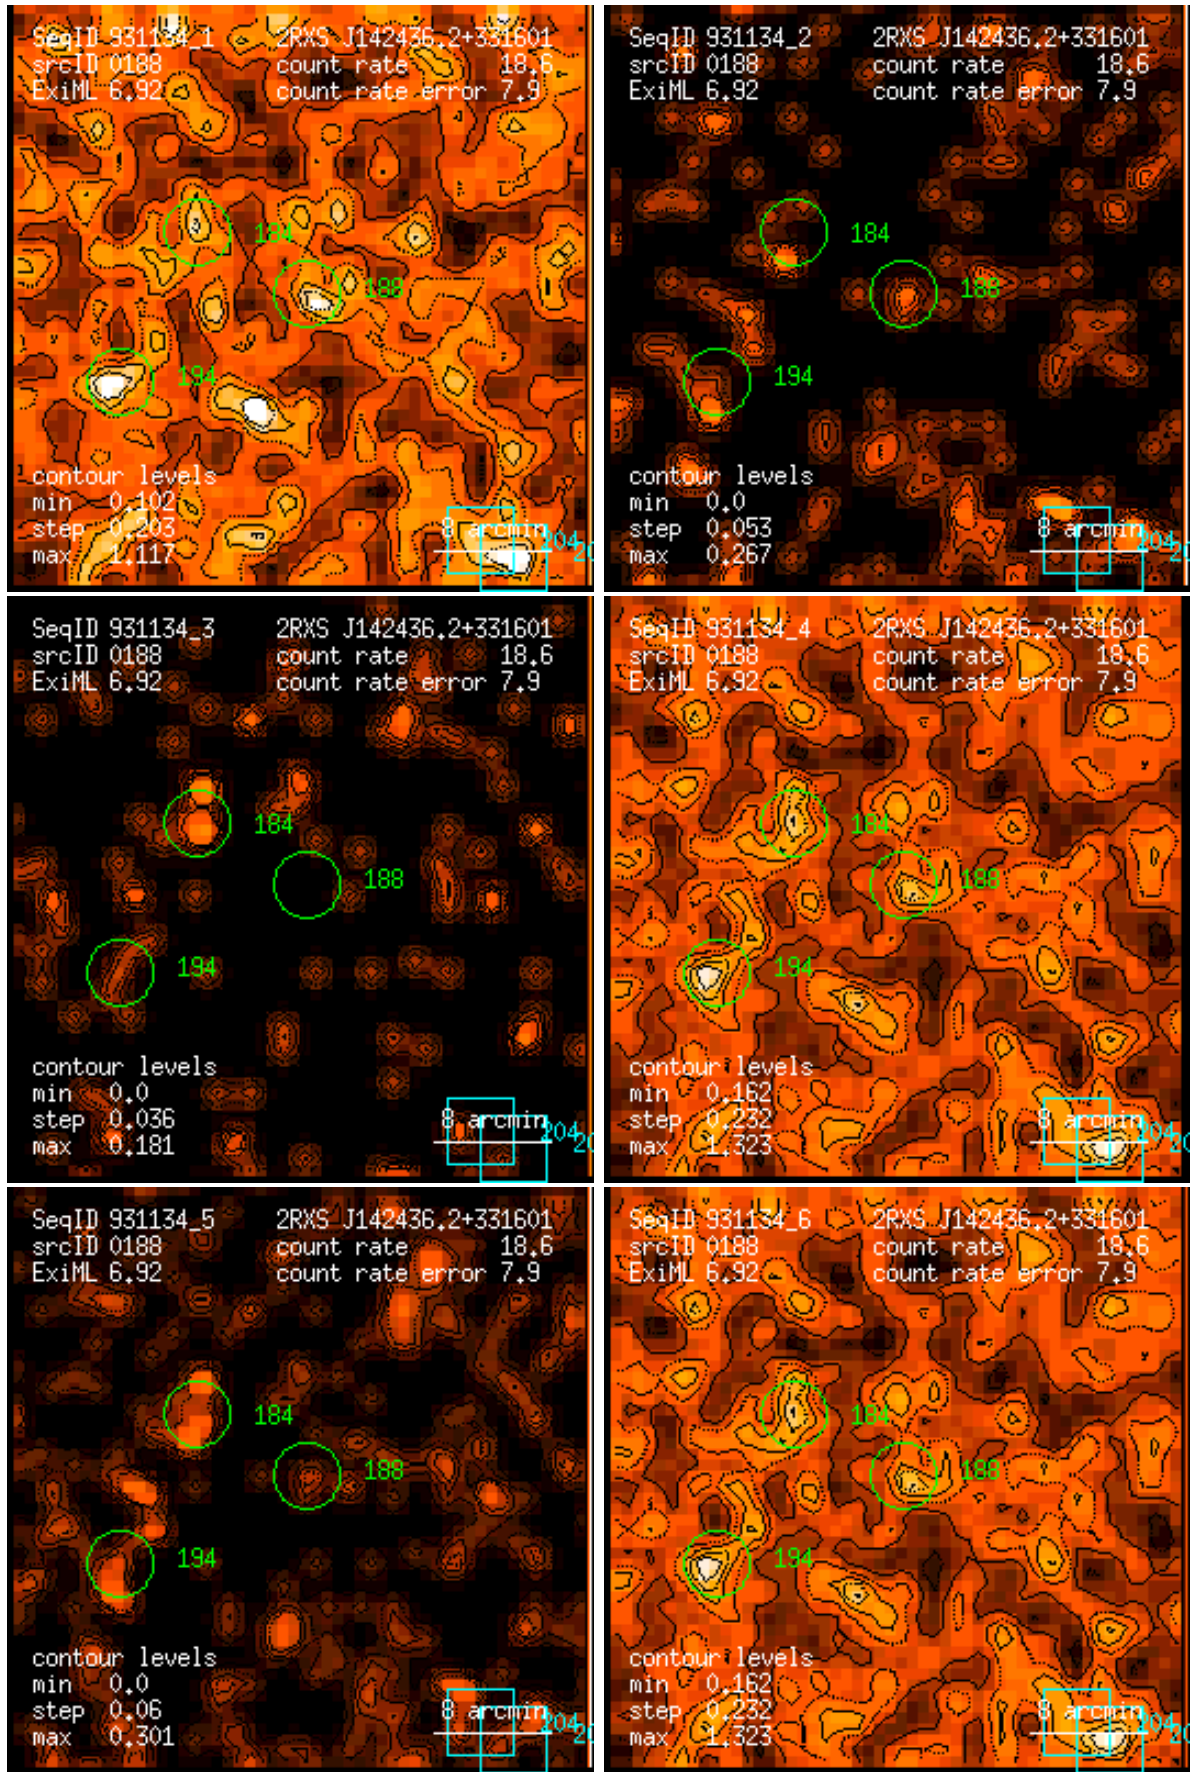 SeqID 931134_1 2RXS J142436.2+331601
srcID 0188 count rate 18.6
ExiML 6.92 count rate error 7.9
184
188
194
contour levels
min 0.102
step 0.203
max 1.117
8 arcmin
204
SeqID 931134_2 2RXS J142436.2+331601
srcID 0188 count rate 18.6
ExiML 6.92 count rate error 7.9
184
188
194
contour levels
min 0.0
step 0.053
max 0.267
8 arcmin
204
SeqID 931134_3 2RXS J142436.2+331601
srcID 0188 count rate 18.6
ExiML 6.92 count rate error 7.9
184
188
194
contour levels
min 0.0
step 0.036
max 0.181
8 arcmin
204
SeqID 931134_4 2RXS J142436.2+331601
srcID 0188 count rate 18.6
ExiML 6.92 count rate error 7.9
184
188
194
contour levels
min 0.162
step 0.232
max 1.323
8 arcmin
204
SeqID 931134_5 2RXS J142436.2+331601
srcID 0188 count rate 18.6
ExiML 6.92 count rate error 7.9
184
188
194
contour levels
min 0.0
step 0.06
max 0.301
8 arcmin
204
SeqID 931134_6 2RXS J142436.2+331601
srcID 0188 count rate 18.6
ExiML 6.92 count rate error 7.9
184
188
194
contour levels
min 0.162
step 0.232
max 1.323
8 arcmin
204